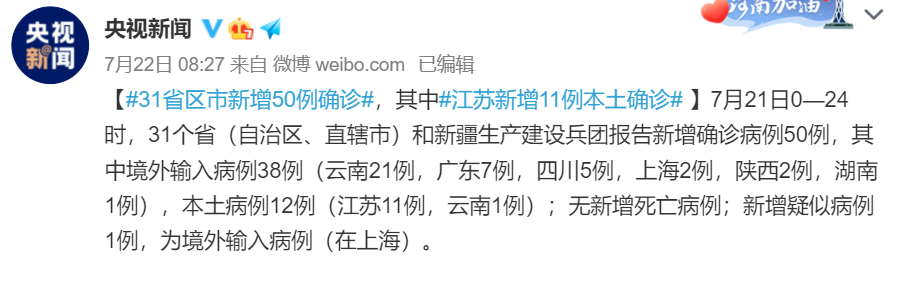 央视新闻
央视
新闻
河南加油
7月22日 08:27 来自 微博 weibo.com 已编辑
【#31省区市新增50例确诊#，其中#江苏新增11例本土确诊# 】7月21日0—24
时，31个省（自治区、直辖市）和新疆生产建设兵团报告新增确诊病例50例，其
中境外输入病例38例（云南21例，广东7例，四川5例，上海2例，陕西2例，湖南
1例），本土病例12例（江苏11例，云南1例）；无新增死亡病例；新增疑似病例
1例，为境外输入病例（在上海）。